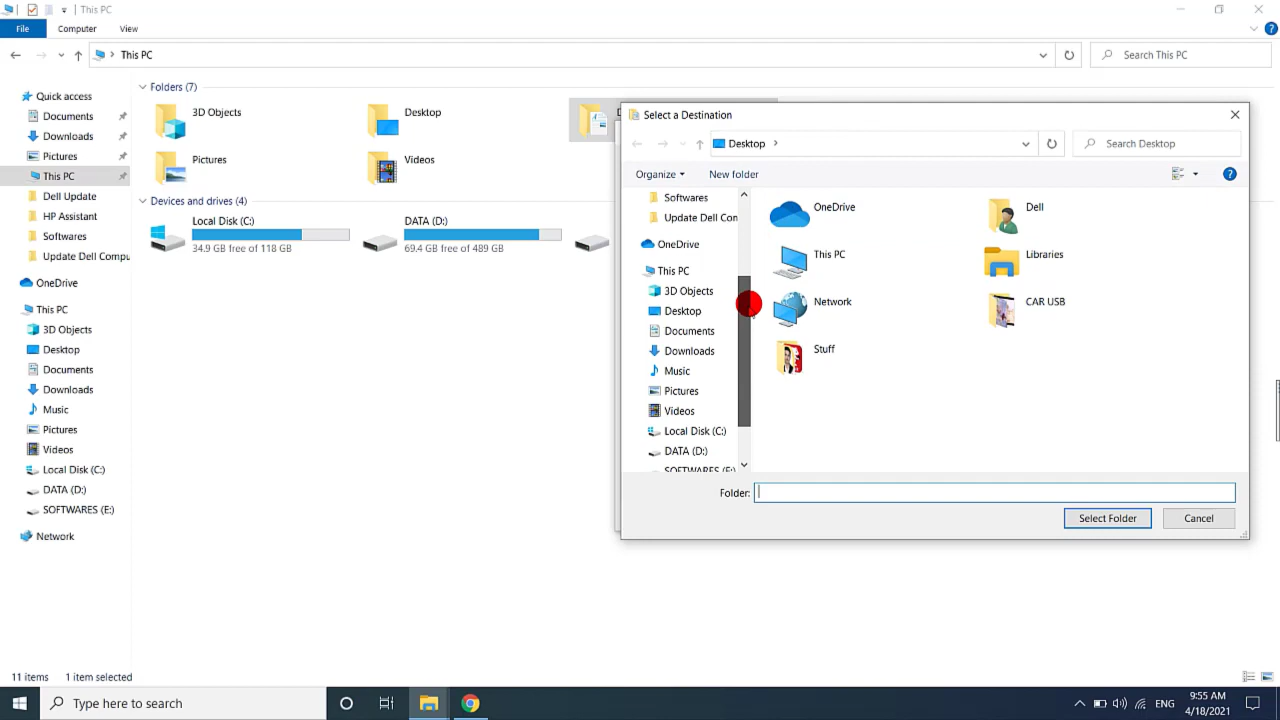 This PC
File
Computer
View
This PC
Search This PC
Quick access
Documents
Downloads
Pictures
This PC
Dell Update
HP Assistant
Softwares
Update Dell Compu
OneDrive
This PC
3D Objects
Desktop
Documents
Downloads
Music
Pictures
Videos
Local Disk (C:)
DATA (D:)
SOFTWARES (E:)
Network
Folders (7)
3D Objects
Desktop
Pictures
Videos
Devices and drives (4)
Local Disk (C:)
34.9 GB free of 118 GB
DATA (D:)
69.4 GB free of 489 GB
Select a Destination
Desktop
Search Desktop
Organize
New folder
Softwares
Update Dell Con
OneDrive
This PC
3D Objects
Desktop
Documents
Downloads
Music
Pictures
Videos
Local Disk (C:)
DATA (D:)
SOFTWARES (E:)
OneDrive
Dell
This PC
Libraries
Network
CAR USB
Stuff
Folder:
Select Folder
Cancel
11 items
1 item selected
Type here to search
ENG
9:55 AM
4/18/2021